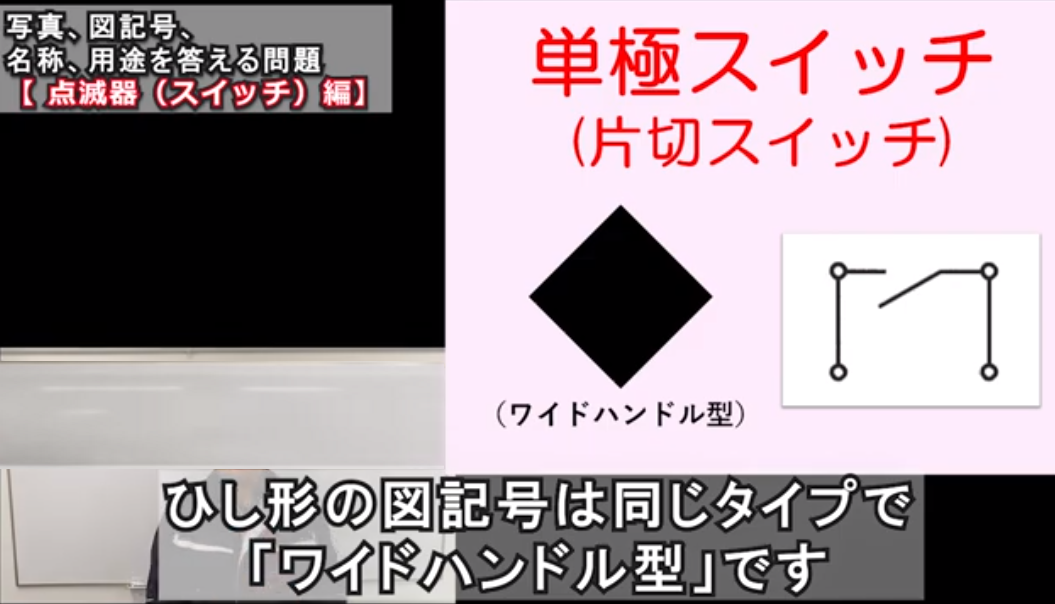 写真、図記号、
名称、用途を答える問題
【 点滅器（スイッチ）編】
単極スイッチ
(片切スイッチ)
（ワイドハンドル型）
ひし形の図記号は同じタイプで
｢ワイドハンドル型｣です